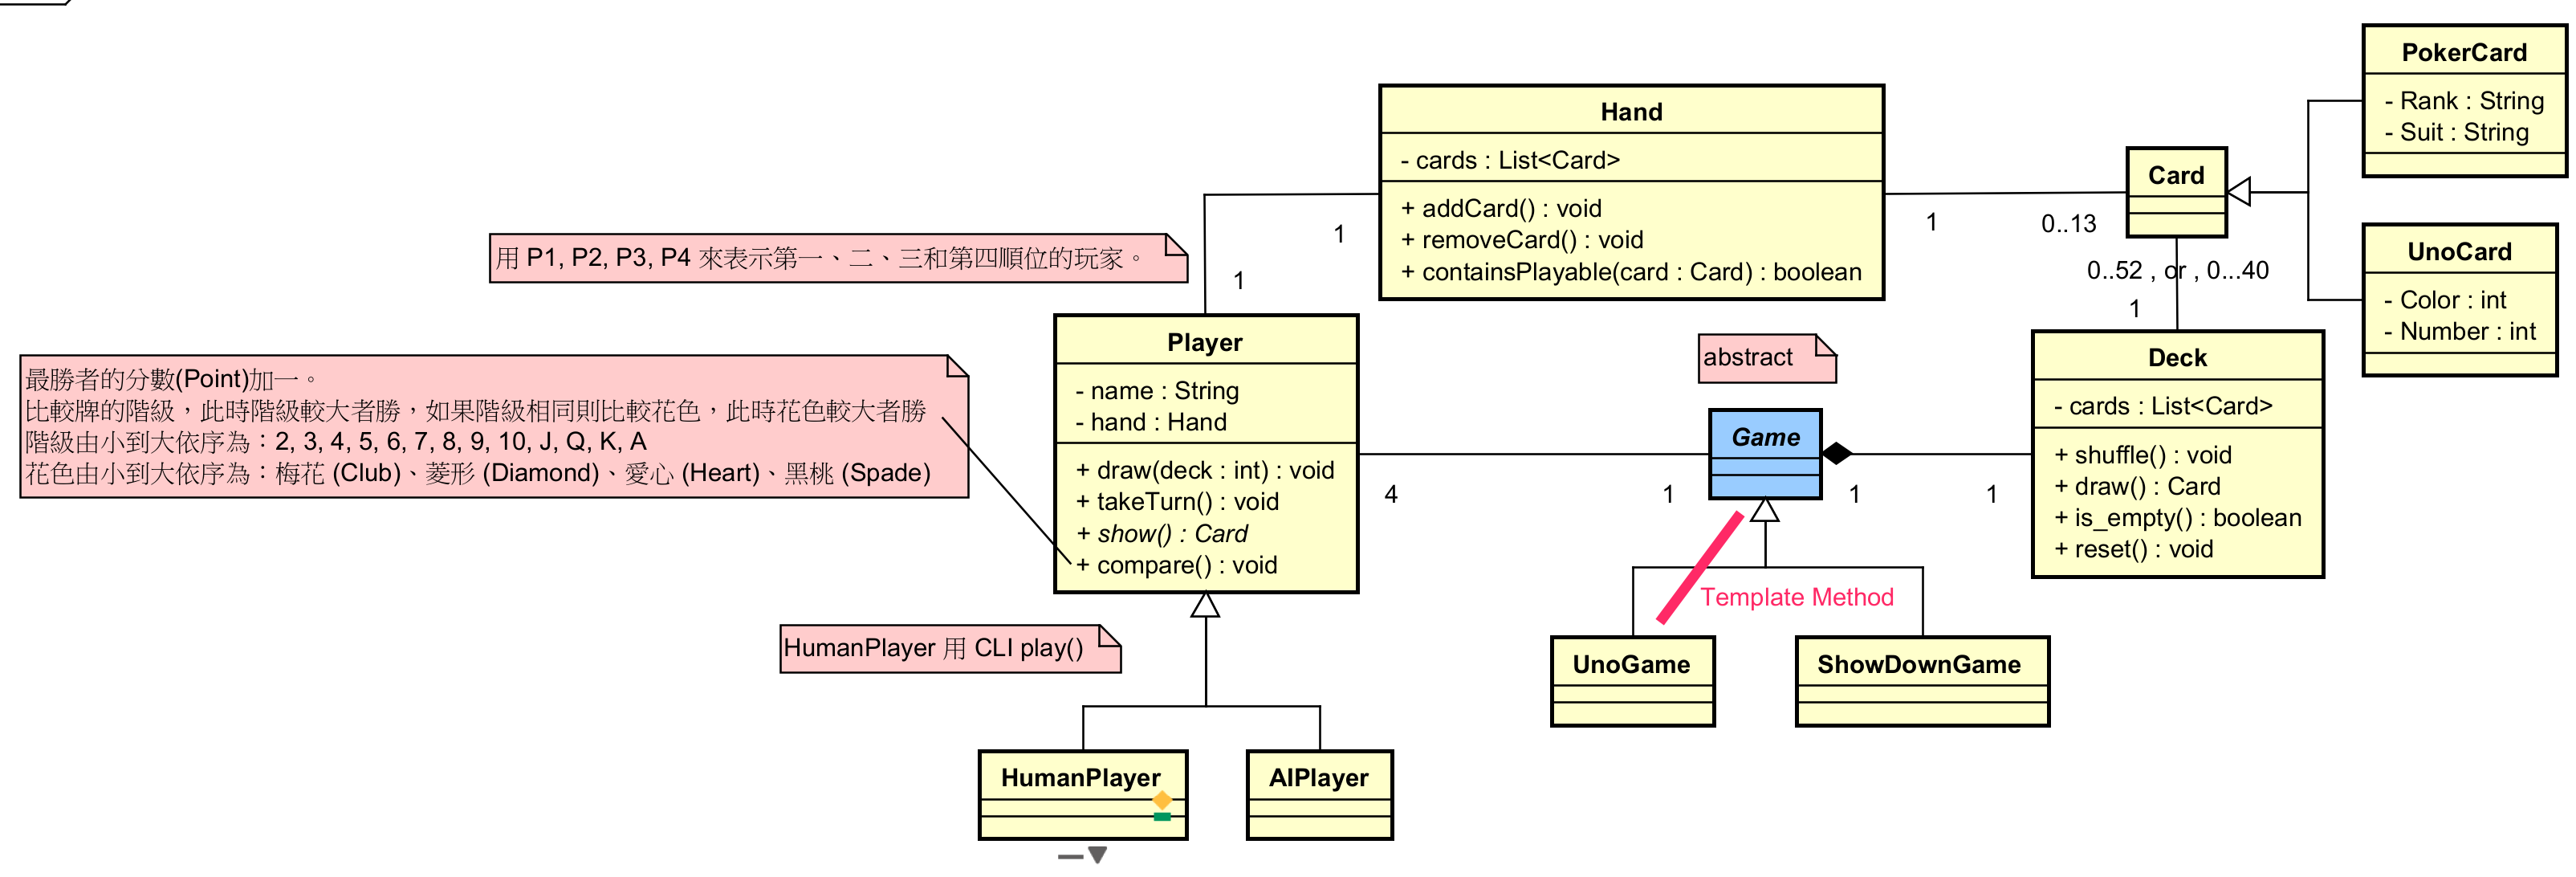 PokerCard
- Rank : String
- Suit : String
Hand
- cards : List<Card>
+ addCard() : void
+ removeCard() : void
+ containsPlayable(card : Card) : boolean
Card
1
0..13
1
1
0..52 , or , 0...40
1
UnoCard
- Color : int
- Number : int
用 P1, P2, P3, P4 來表示第一、二、三和第四順位的玩家。
Player
- name : String
- hand : Hand
+ draw(deck : int) : void
+ takeTurn() : void
+ show() : Card
+ compare() : void
最勝者的分數(Point)加一。
比較牌的階級，此時階級較大者勝，如果階級相同則比較花色，此時花色較大者勝
階級由小到大依序為：2, 3, 4, 5, 6, 7, 8, 9, 10, J, Q, K, A
花色由小到大依序為：梅花 (Club)、菱形 (Diamond)、愛心 (Heart)、黑桃 (Spade)
abstract
Game
4
1
1
1
Deck
- cards : List<Card>
+ shuffle() : void
+ draw() : Card
+ is_empty() : boolean
+ reset() : void
Template Method
HumanPlayer 用 CLI play()
UnoGame
ShowDownGame
HumanPlayer
AIPlayer